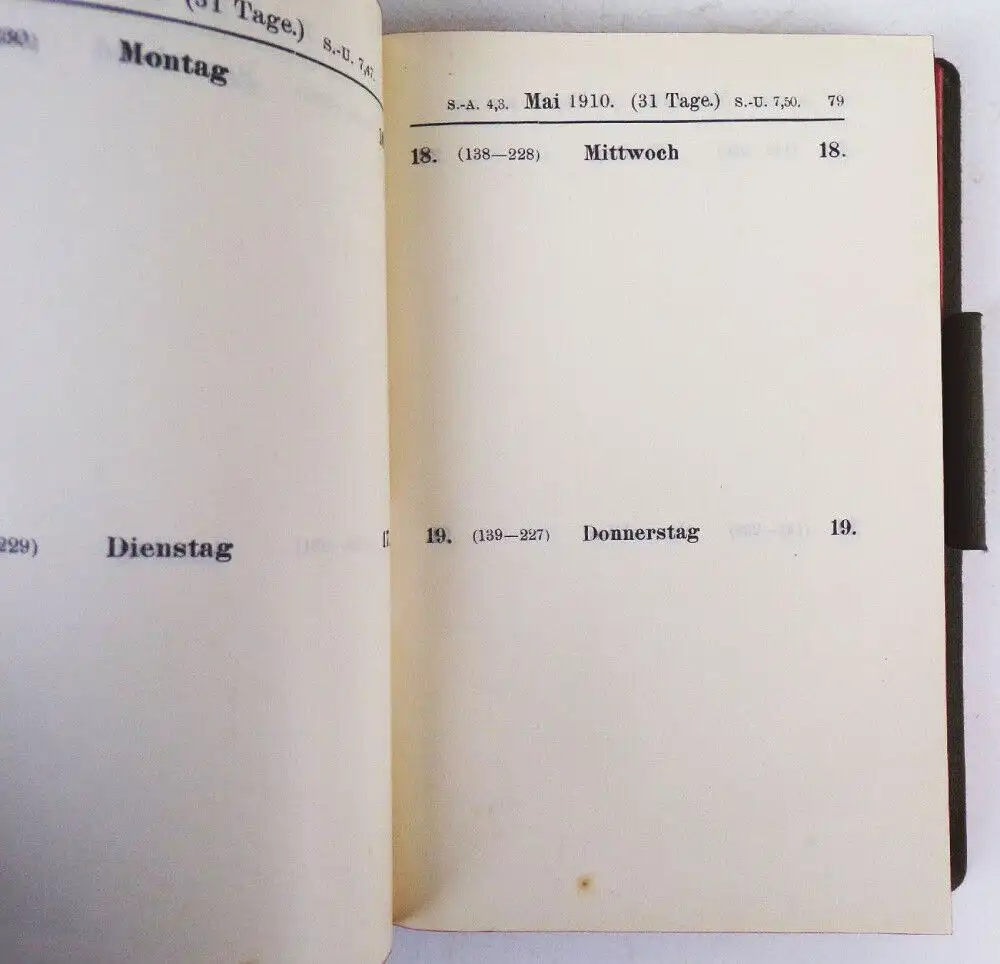 (31 Tage.) S.-U. 7,47.
Montag
229) Dienstag 17.
S.-A. 4,3. Mai 1910. (31 Tage.) S.-U. 7,50. 79
18. (138—228) Mittwoch 18.
19. (139—227) Donnerstag 19.